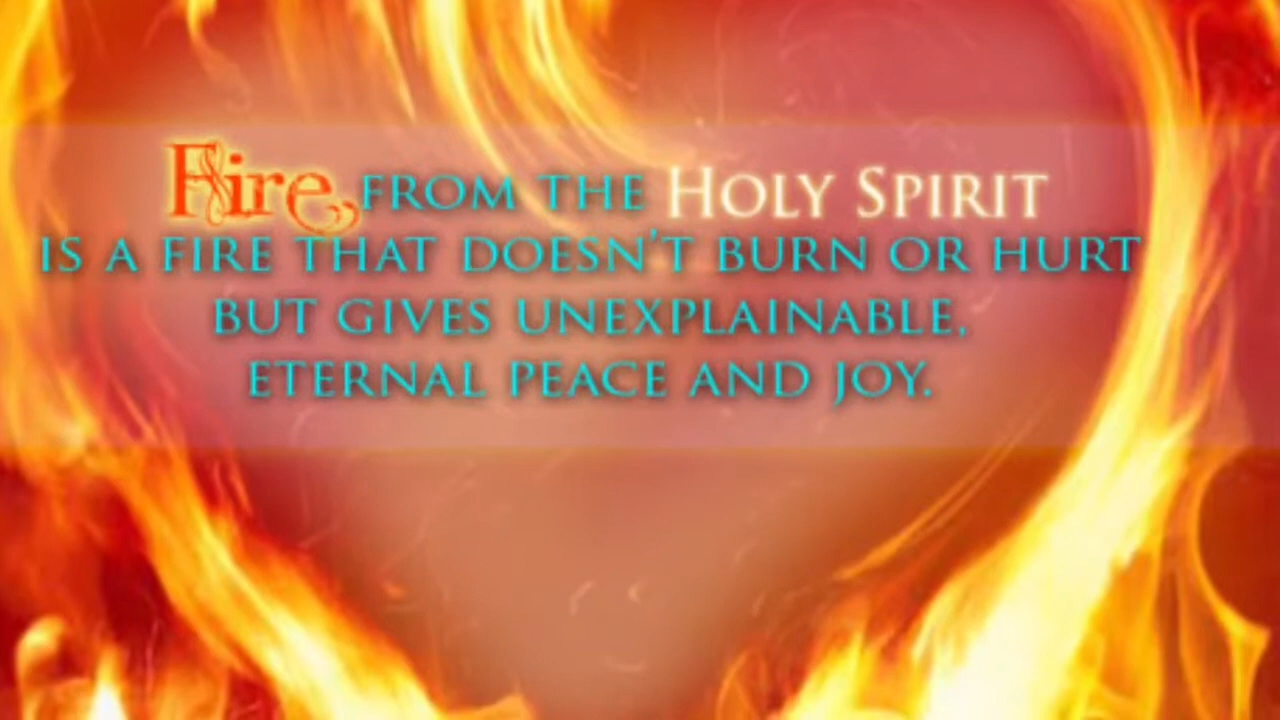 Fire FROM THE HOLY SPIRIT
IS A FIRE THAT DOESN'T BURN OR HURT
BUT GIVES UNEXPLAINABLE,
ETERNAL PEACE AND JOY.